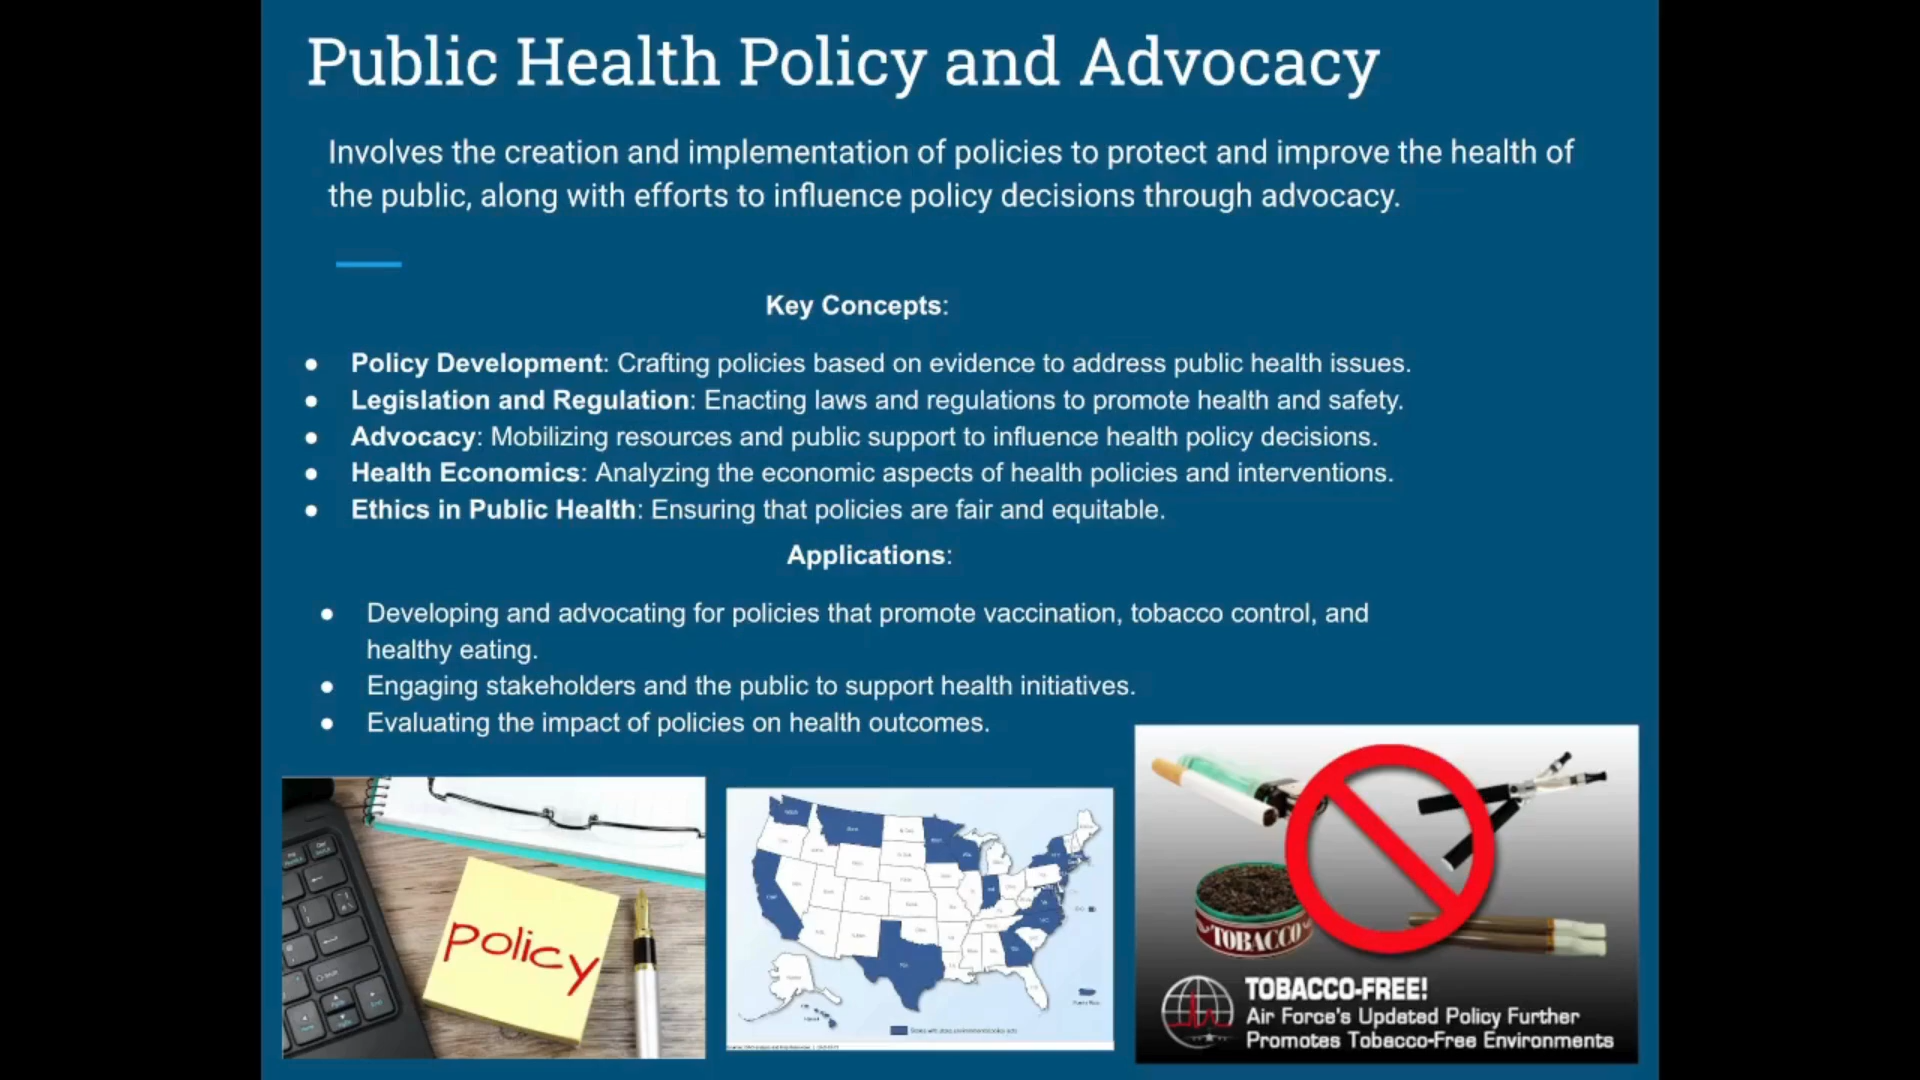 Public Health Policy and Advocacy
Involves the creation and implementation of policies to protect and improve the health of
the public, along with efforts to influence policy decisions through advocacy.
Key Concepts:
● Policy Development: Crafting policies based on evidence to address public health issues.
● Legislation and Regulation: Enacting laws and regulations to promote health and safety.
● Advocacy: Mobilizing resources and public support to influence health policy decisions.
● Health Economics: Analyzing the economic aspects of health policies and interventions.
● Ethics in Public Health: Ensuring that policies are fair and equitable.
Applications:
● Developing and advocating for policies that promote vaccination, tobacco control, and
healthy eating.
● Engaging stakeholders and the public to support health initiatives.
● Evaluating the impact of policies on health outcomes.
policy
TOBACCO
TOBACCO-FREE!
Air Force's Updated Policy Further
Promotes Tobacco-Free Environments